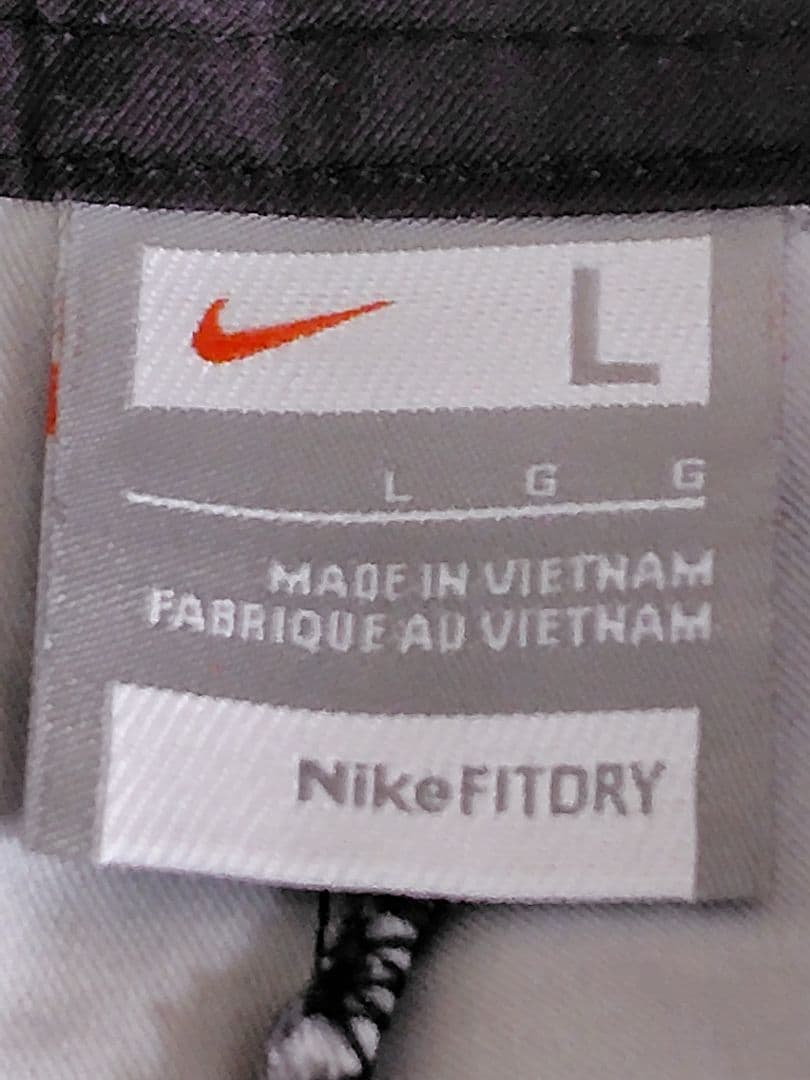 L
L G G
MADE IN VIETNAM
FABRIQUE AU VIETNAM
NikeFITDRY